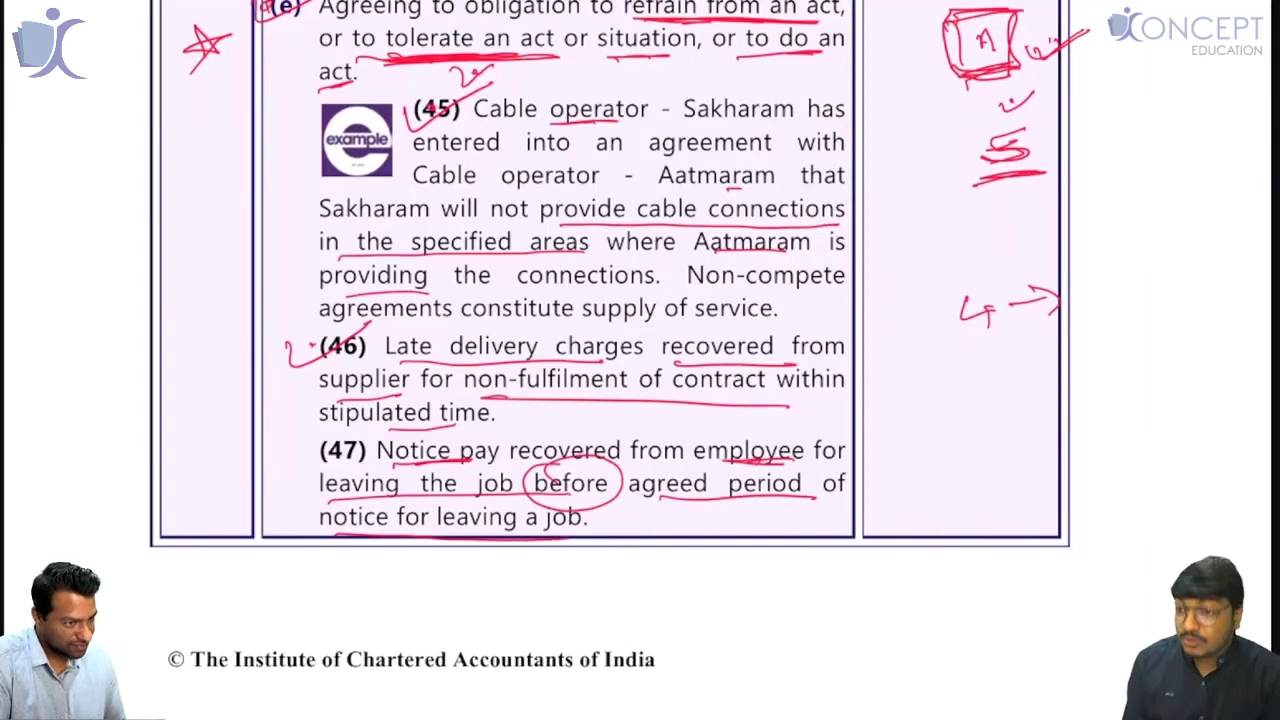 (e) Agreeing to obligation to refrain from an act,
or to tolerate an act or situation, or to do an
act.
CONCEPT
EDUCATION
A
5
example
(45) Cable operator - Sakharam has
entered into an agreement with
Cable operator - Aatmaram that
Sakharam will not provide cable connections
in the specified areas where Aatmaram is
providing the connections. Non-compete
agreements constitute supply of service.
(46) Late delivery charges recovered from
supplier for non-fulfilment of contract within
stipulated time.
(47) Notice pay recovered from employee for
leaving the job before agreed period of
notice for leaving a job.
© The Institute of Chartered Accountants of India